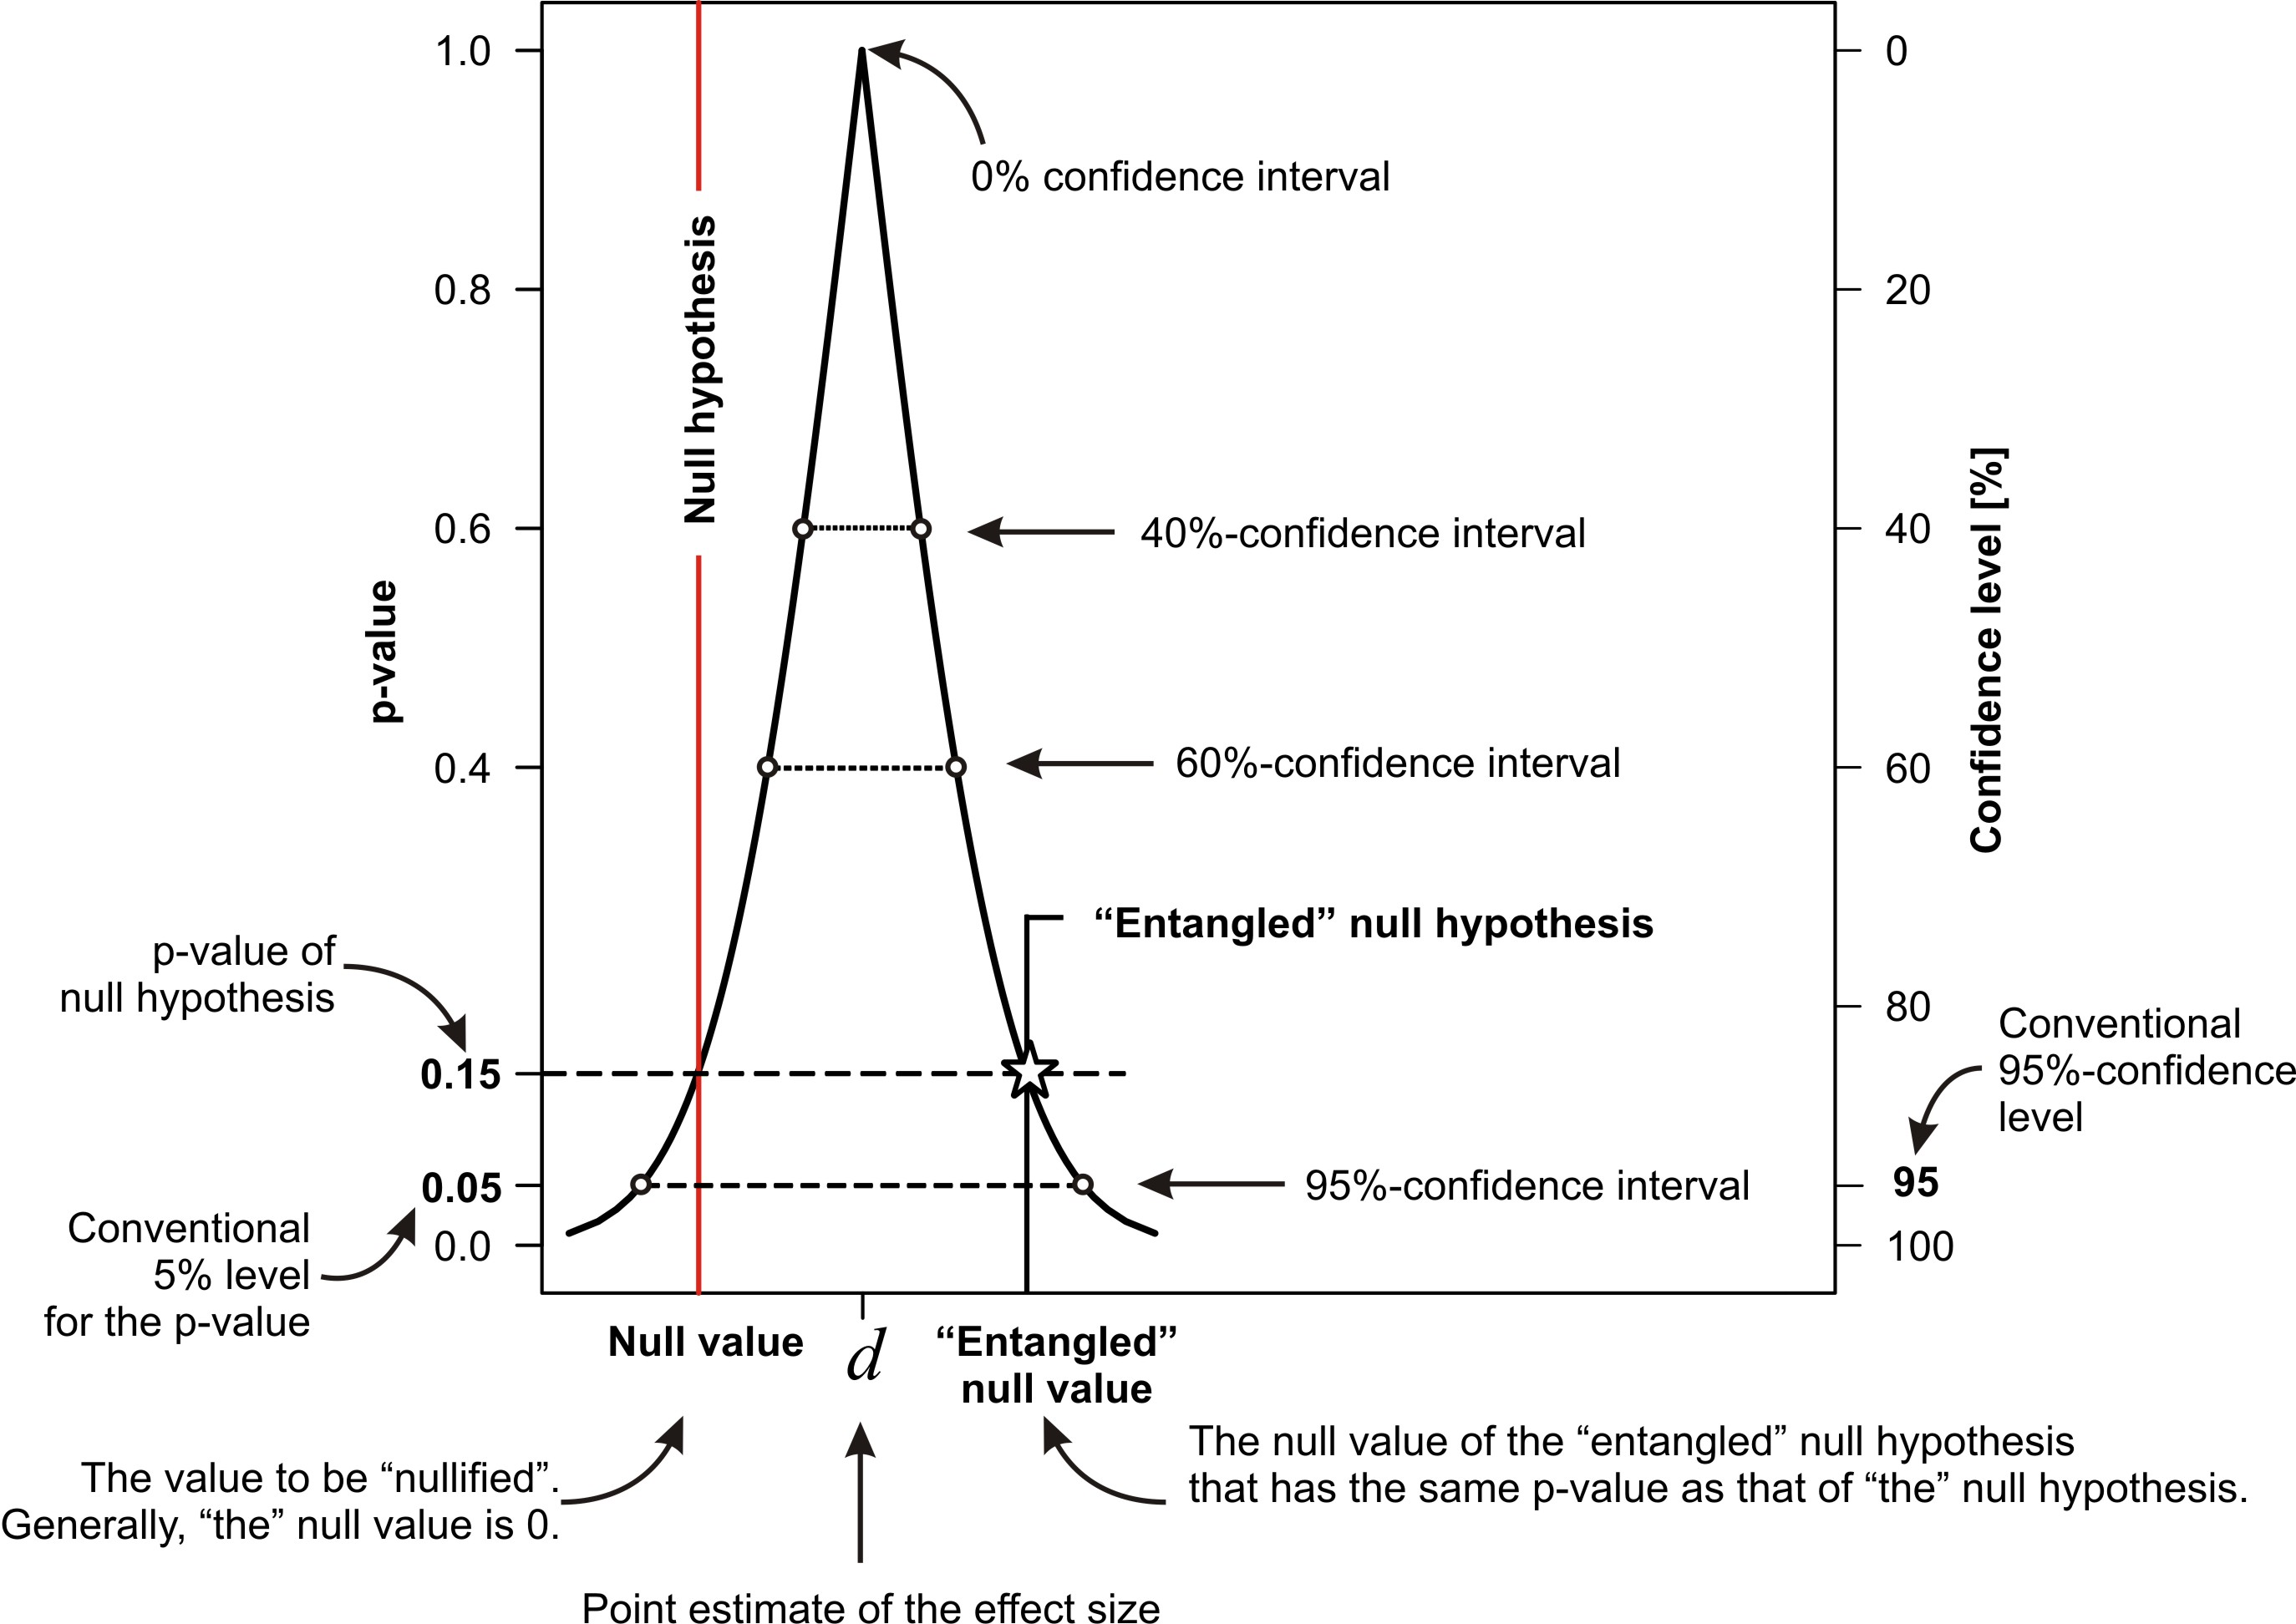 1.0
0
0% confidence interval
Null hypothesis
0.8
20
0.6
40%-confidence interval
40
p-value
Confidence level [%]
0.4
60%-confidence interval
60
“Entangled” null hypothesis
p-value of
null hypothesis
80
Conventional
95%-confidence
level
0.15
0.05
95%-confidence interval
95
Conventional
5% level
for the p-value
0.0
100
Null value
d
“Entangled”
null value
The value to be “nullified”.
Generally, “the” null value is 0.
The null value of the “entangled” null hypothesis
that has the same p-value as that of “the” null hypothesis.
Point estimate of the effect size